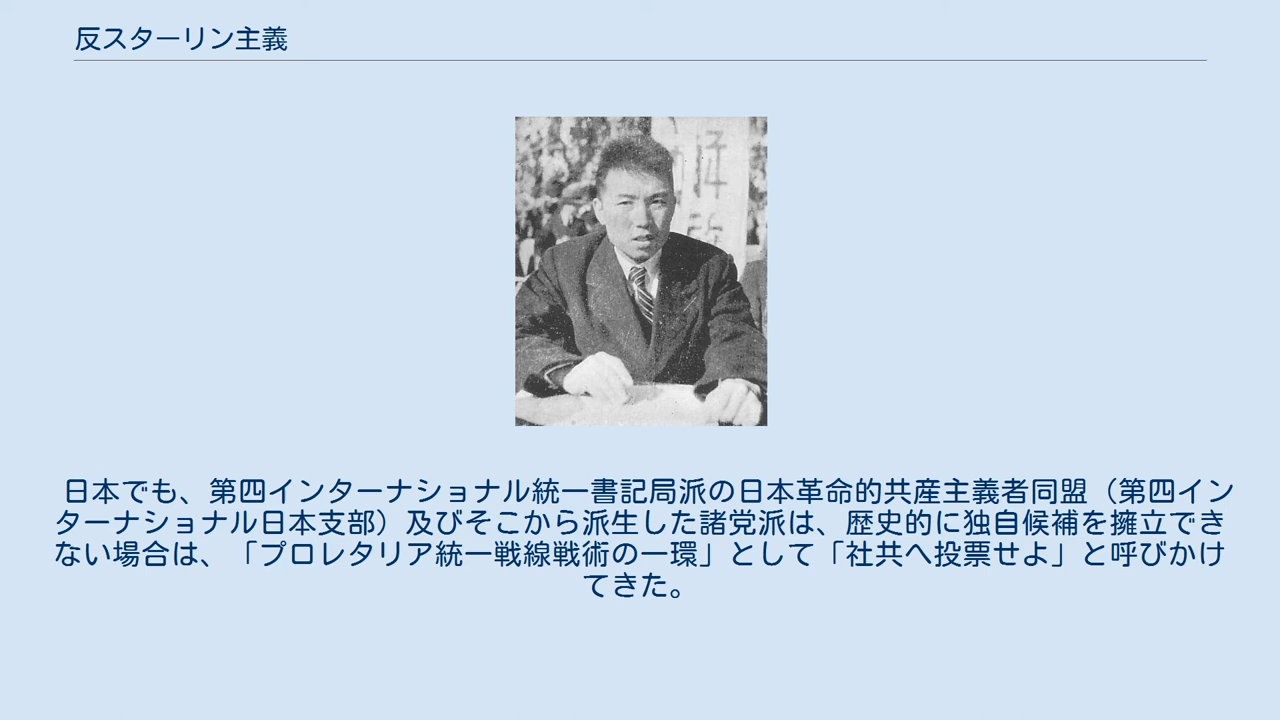 反スターリン主義
日本でも、第四インターナショナル統一書記局派の日本革命的共産主義者同盟（第四イン
ターナショナル日本支部）及びそこから派生した諸党派は、歴史的に独自候補を擁立でき
ない場合は、「プロレタリア統一戦線戦術の一環」として「社共へ投票せよ」と呼びかけ
てきた。